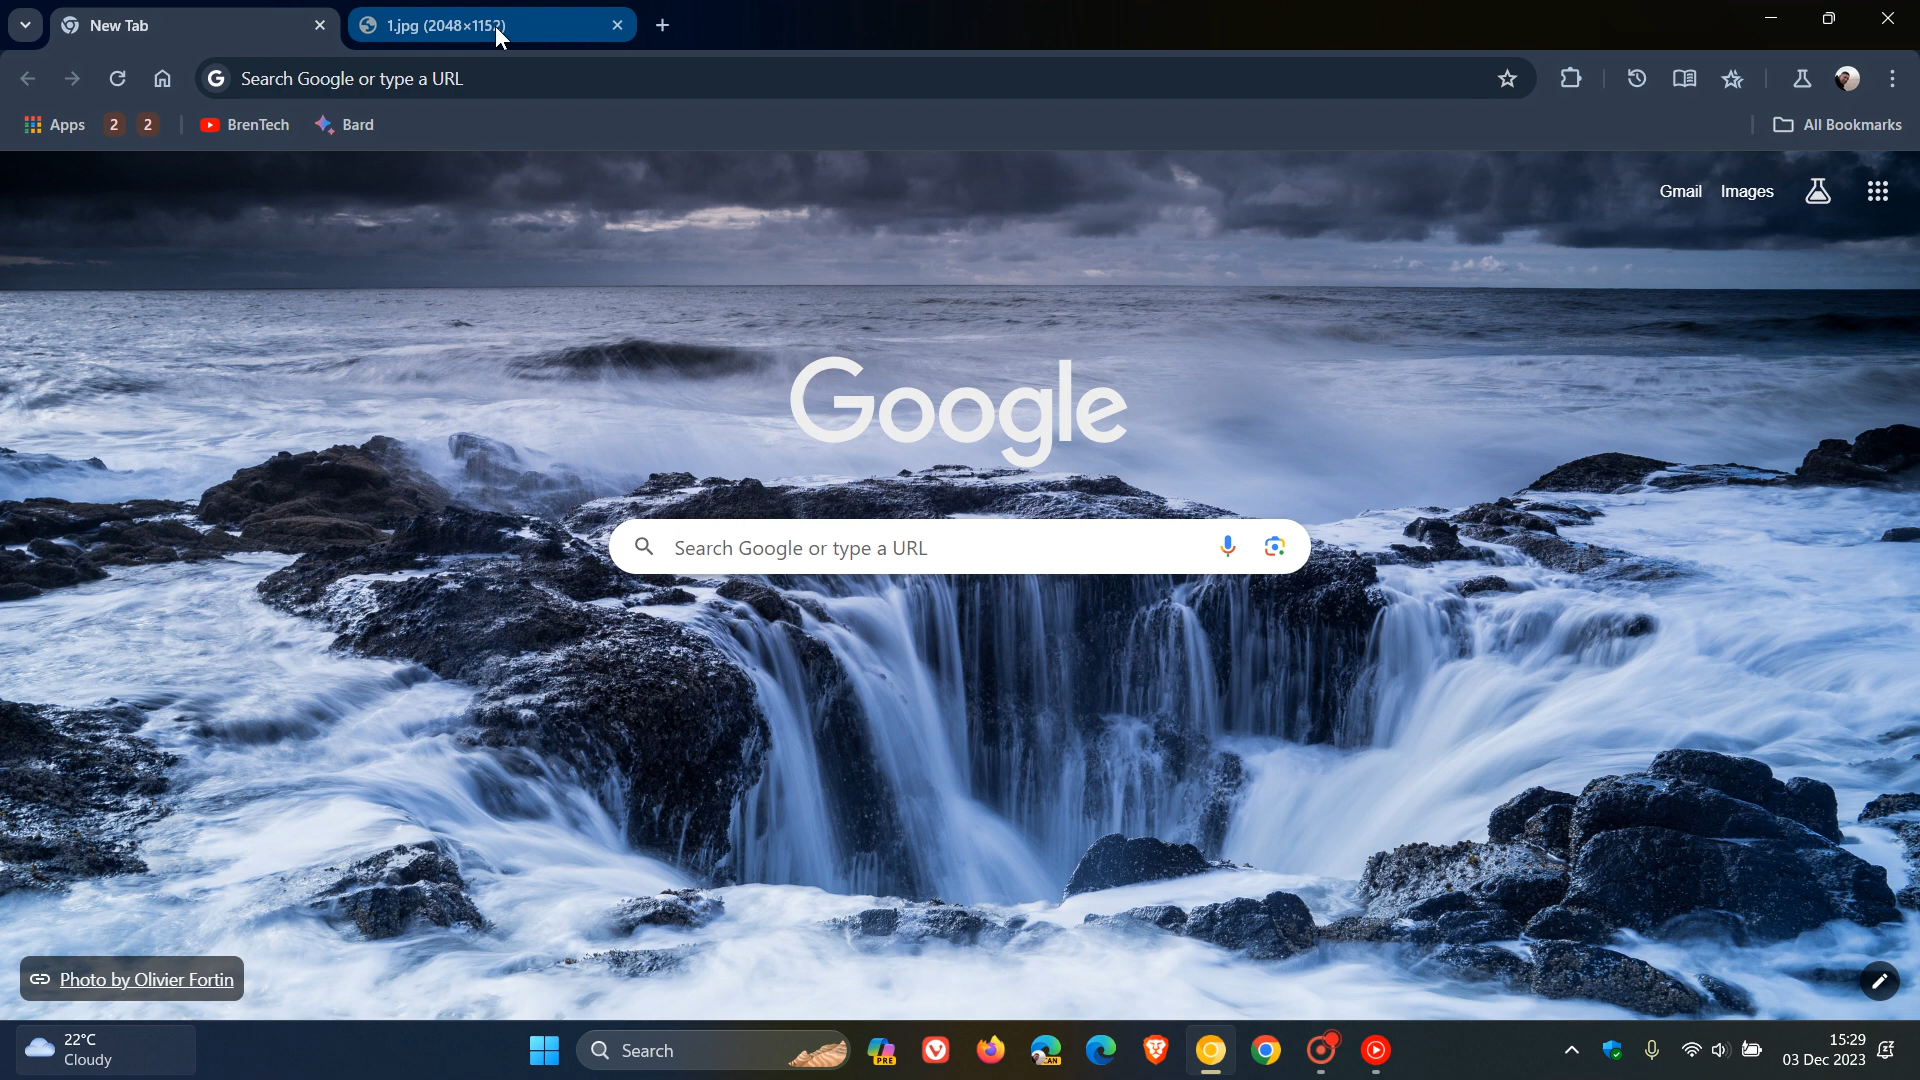 New Tab
1.jpg (2048×1152)
Search Google or type a URL
Apps
2
2
BrenTech
Bard
All Bookmarks
Gmail
Images
Google
Search Google or type a URL
Photo by Olivier Fortin
22°C
Cloudy
Search
PRE
CAN
15:29
03 Dec 2023